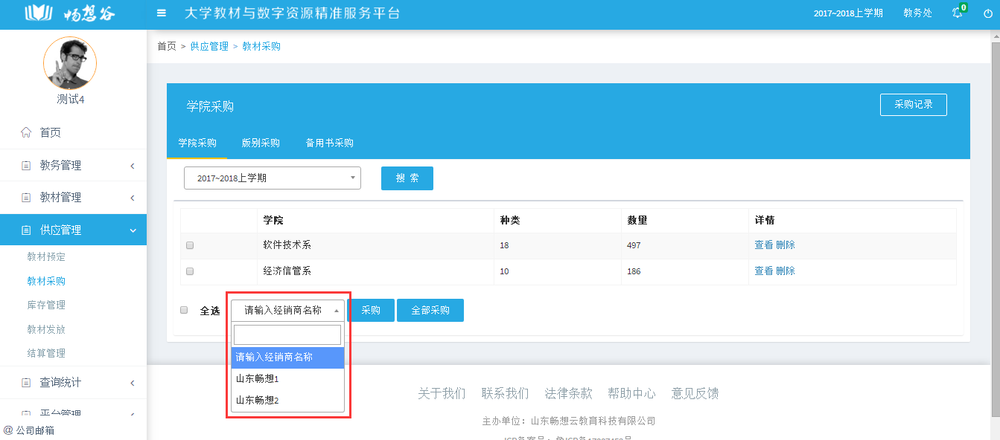 畅想谷
大学教材与数字资源精准服务平台
2017~2018上学期
教务处
0
测试4
首页
教务管理
教材管理
供应管理
教材预定
教材采购
库存管理
教材发放
结算管理
查询统计
平台管理
@ 公司邮箱
首页 > 供应管理 > 教材采购
学院采购
采购记录
学院采购 版别采购 备用书采购
2017~2018上学期
搜 索
学院 种类 数量 详情
软件技术系 18 497 查看 删除
经济信管系 10 186 查看 删除
全选 请输入经销商名称 采购 全部采购
请输入经销商名称
山东畅想1
山东畅想2
关于我们 联系我们 法律条款 帮助中心 意见反馈
主办单位：山东畅想云教育科技有限公司